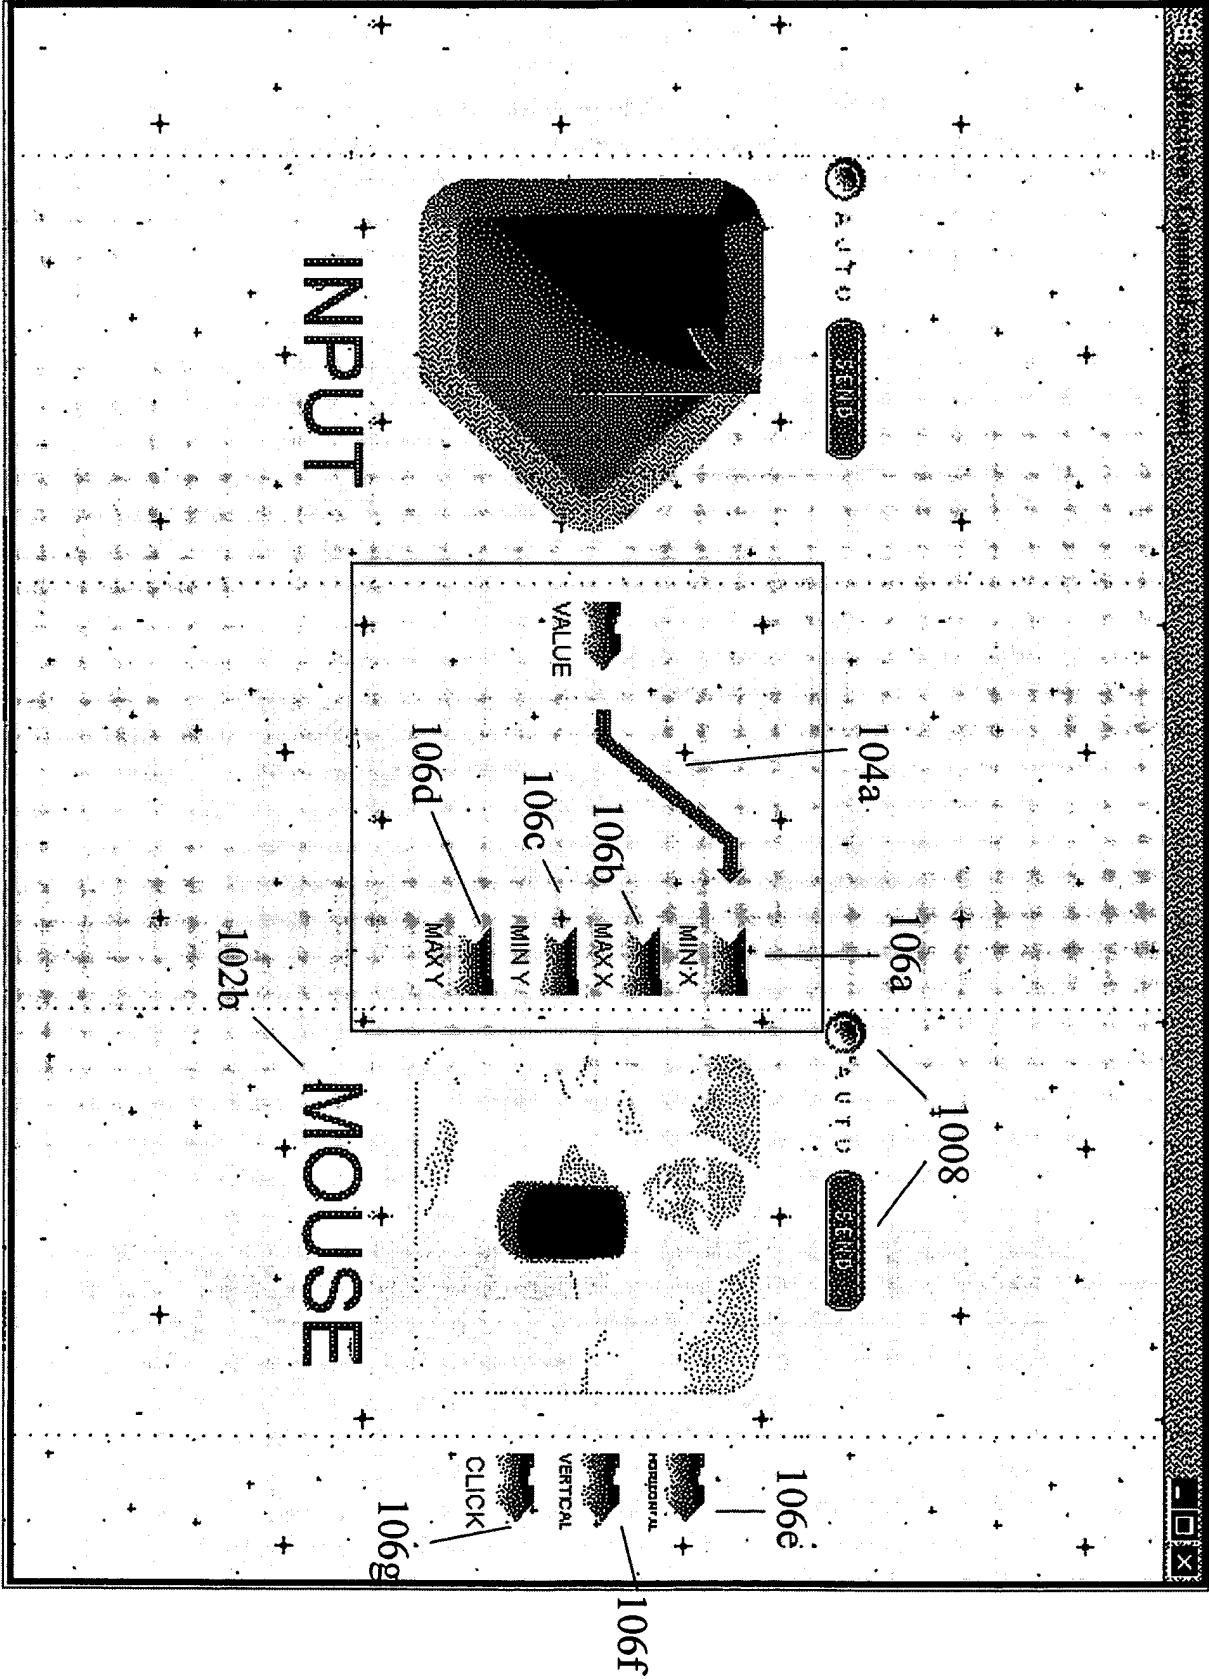 1008
106a
104a
AUTO SEND
AUTO SEND
106e
MIN X
HORIZONTAL
106f
106b
MAX X
VALUE
VERTICAL
106c
MIN Y
CLICK
106d
MAX Y
106g
INPUT
MOUSE
102b